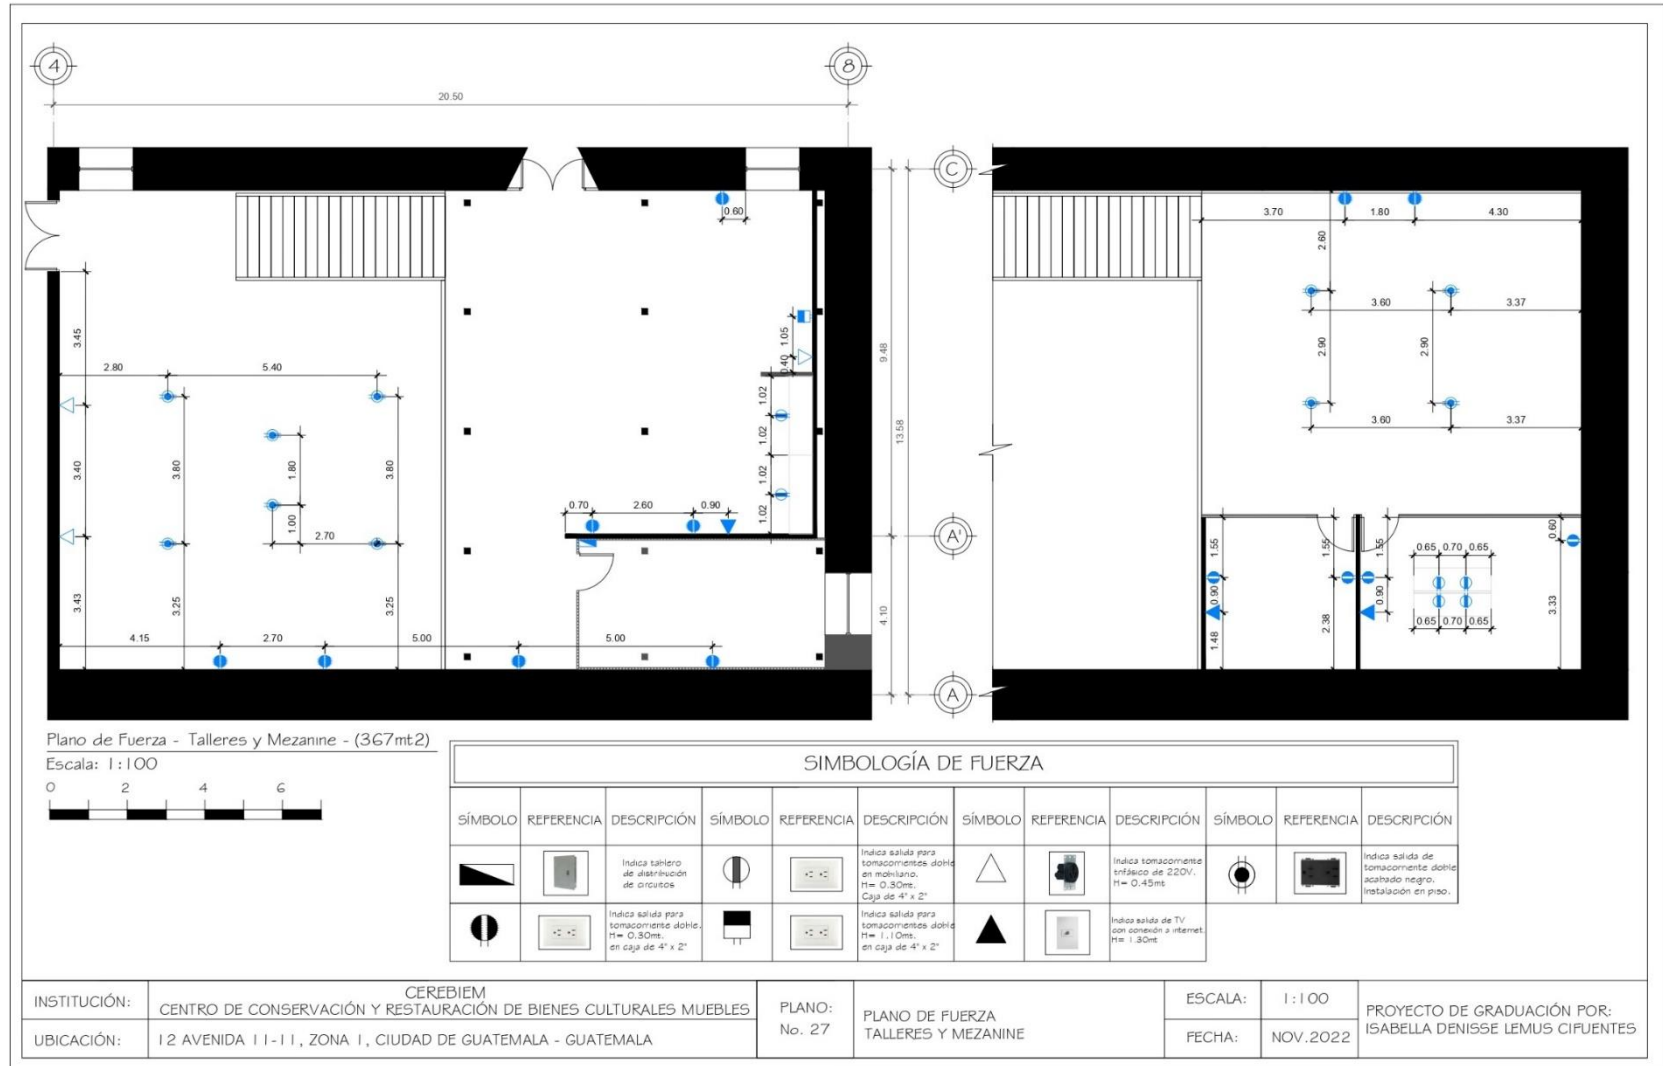 4
8
20.50
C
0.60
3.70
1.80
4.30
2.60
3.45
1.05
3.60
3.37
9.48
2.80
5.40
0.40
2.90
2.90
1.02
13.58
3.60
3.37
3.40
3.80
1.80
3.80
1.02
1.02
0.70
2.60
0.90
1.02
1.00
2.70
A'
1.55
1.55
1.55
0.60
0.65
0.70
0.65
3.43
3.25
3.25
0.90
0.90
3.33
4.15
2.70
5.00
5.00
4.10
1.48
2.38
0.65
0.70
0.65
A
Plano de Fuerza - Talleres y Mezanine - (367mt2)
Escala: 1:100
0 2 4 6
SIMBOLOGÍA DE FUERZA
SÍMBOLO REFERENCIA DESCRIPCIÓN SÍMBOLO REFERENCIA DESCRIPCIÓN SÍMBOLO REFERENCIA DESCRIPCIÓN SÍMBOLO REFERENCIA DESCRIPCIÓN
Indica tablero
de distribución
de circuitos
Indica salida para
tomacorrientes doble
en mobiliario.
H= 0.30mt.
Caja de 4" x 2"
Indica tomacorriente
trifásico de 220V.
H= 0.45mt
Indica salida de
tomacorriente doble
acabado negro.
Instalación en piso.
Indica salida para
tomacorriente doble.
H= 0.30mt.
en caja de 4" x 2"
Indica salida para
tomacorrientes doble
H= 1.10mt.
en caja de 4" x 2"
Indica salida de TV
con conexión a internet.
H= 1.30mt
INSTITUCIÓN:
CEREBIEM
CENTRO DE CONSERVACIÓN Y RESTAURACIÓN DE BIENES CULTURALES MUEBLES
UBICACIÓN:
12 AVENIDA 11-11, ZONA 1, CIUDAD DE GUATEMALA - GUATEMALA
PLANO:
No. 27
PLANO DE FUERZA
TALLERES Y MEZANINE
ESCALA: 1:100
FECHA: NOV.2022
PROYECTO DE GRADUACIÓN POR:
ISABELLA DENISSE LEMUS CIFUENTES